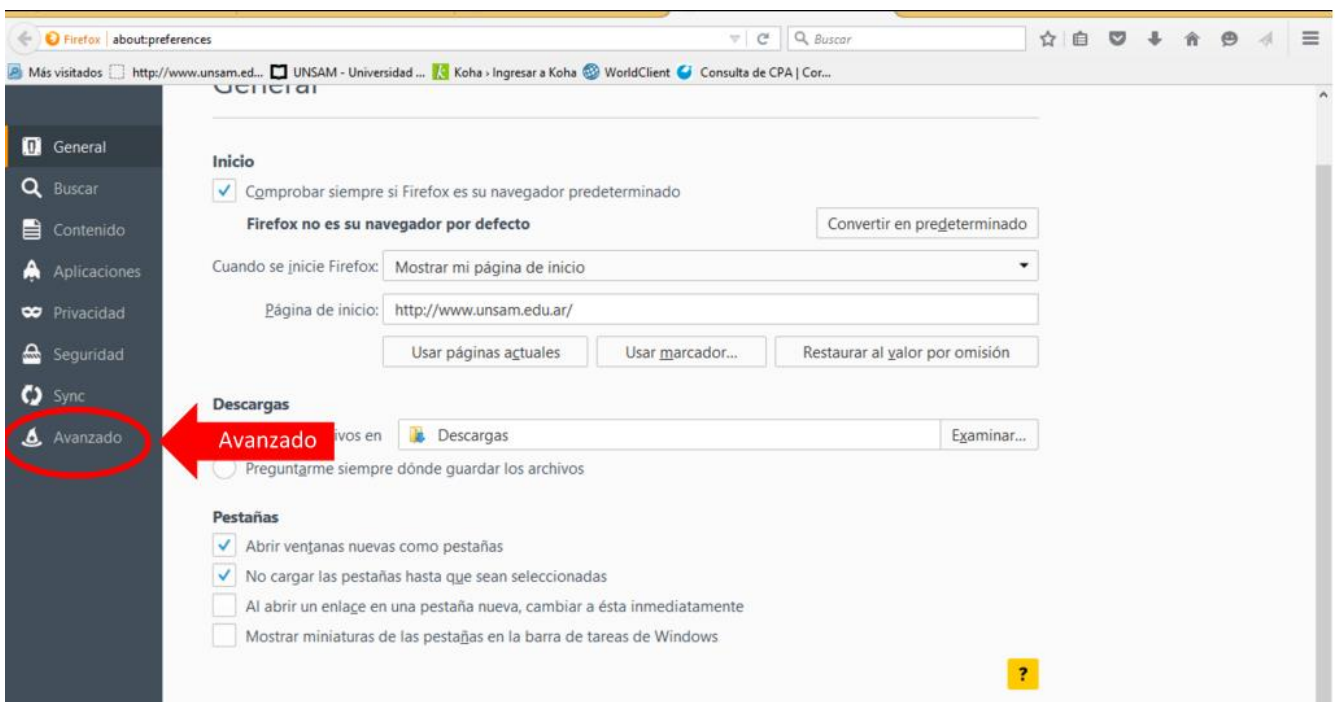 Firefox about:preferences Buscar
Más visitados http://www.unsam.ed... UNSAM - Universidad ... Koha › Ingresar a Koha WorldClient Consulta de CPA | Cor...
General
General
Buscar
Contenido
Aplicaciones
Privacidad
Seguridad
Sync
Avanzado
Inicio
Comprobar siempre si Firefox es su navegador predeterminado
Firefox no es su navegador por defecto Convertir en predeterminado
Cuando se inicie Firefox: Mostrar mi página de inicio
Página de inicio: http://www.unsam.edu.ar/
Usar páginas actuales Usar marcador... Restaurar al valor por omisión
Descargas
Avanzado
en Descargas Examinar...
Preguntarme siempre dónde guardar los archivos
Pestañas
Abrir ventanas nuevas como pestañas
No cargar las pestañas hasta que sean seleccionadas
Al abrir un enlace en una pestaña nueva, cambiar a ésta inmediatamente
Mostrar miniaturas de las pestañas en la barra de tareas de Windows
?